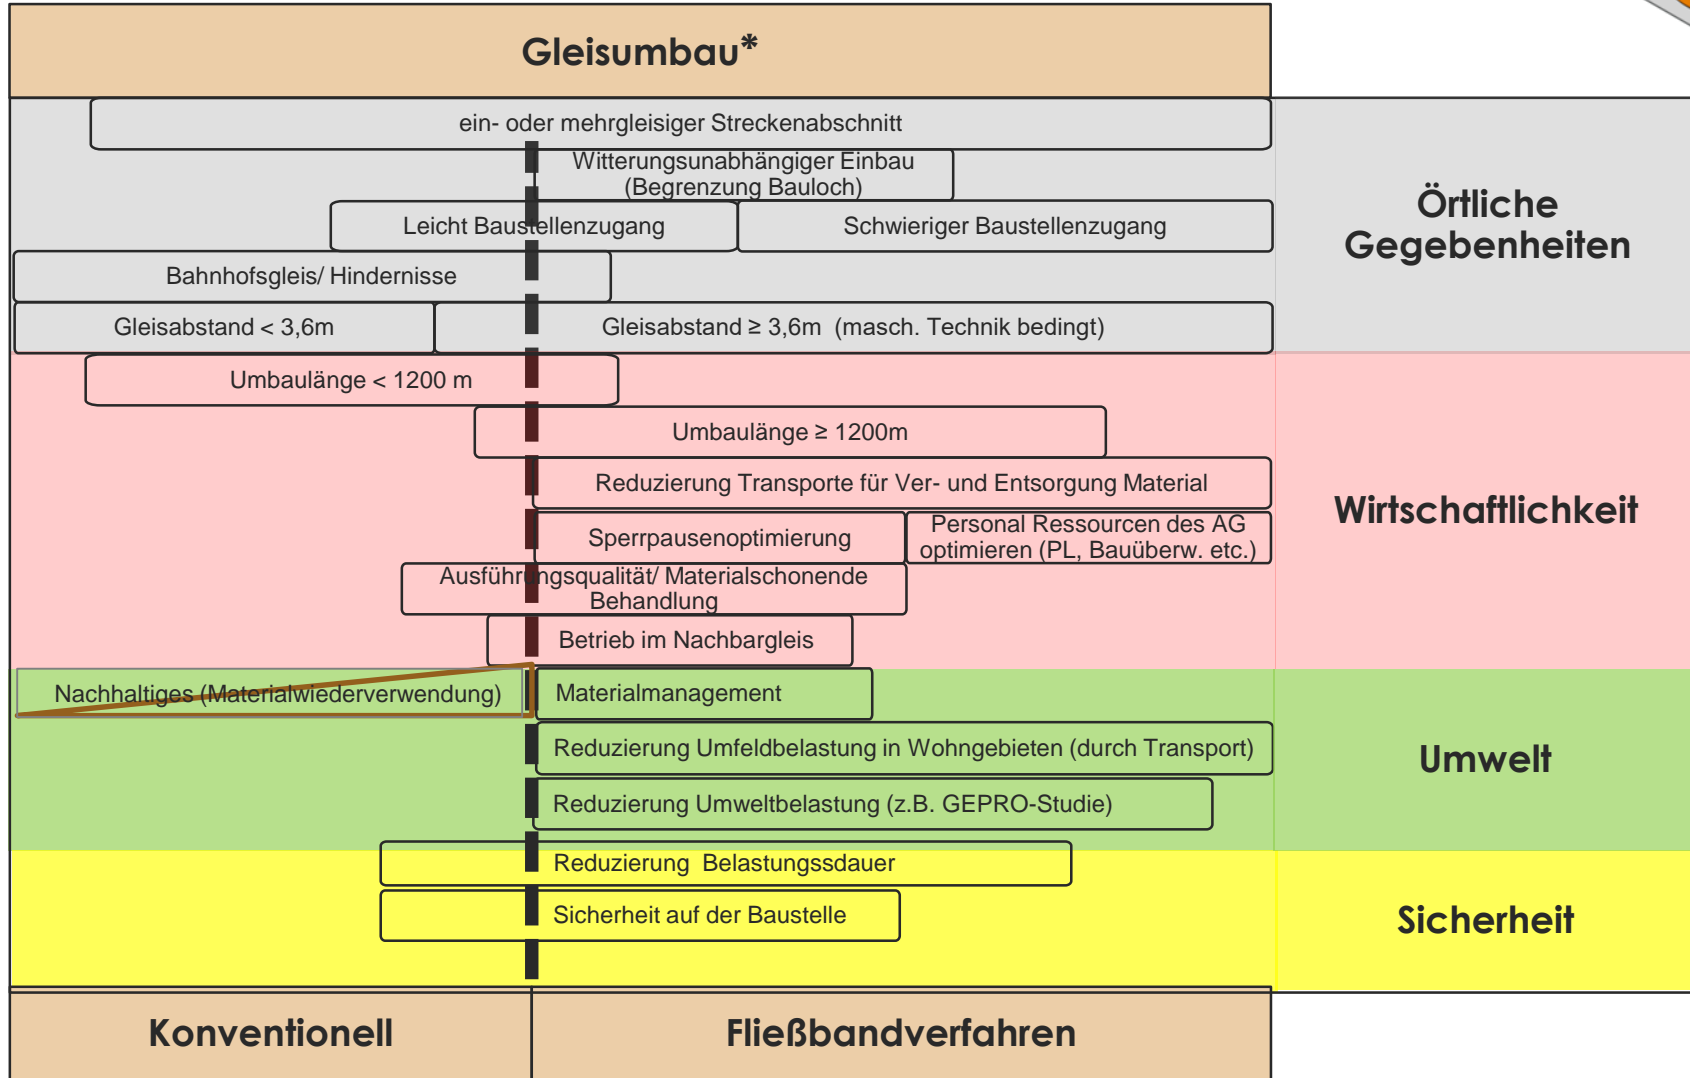 Gleisumbau*
ein- oder mehrgleisiger Streckenabschnitt
Witterungsunabhängiger Einbau
(Begrenzung Bauloch)
Leicht Baustellenzugang
Schwieriger Baustellenzugang
Bahnhofsgleis/ Hindernisse
Gleisabstand < 3,6m
Gleisabstand ≥ 3,6m (masch. Technik bedingt)
Örtliche
Gegebenheiten
Umbaulänge < 1200 m
Umbaulänge ≥ 1200m
Reduzierung Transporte für Ver- und Entsorgung Material
Sperrpausenoptimierung
Personal Ressourcen des AG
optimieren (PL, Bauüberw. etc.)
Ausführungsqualität/ Materialschonende
Behandlung
Betrieb im Nachbargleis
Wirtschaftlichkeit
Nachhaltiges (Materialwiederverwendung)
Materialmanagement
Reduzierung Umfeldbelastung in Wohngebieten (durch Transport)
Reduzierung Umweltbelastung (z.B. GEPRO-Studie)
Umwelt
Reduzierung Belastungssdauer
Sicherheit auf der Baustelle
Sicherheit
Konventionell
Fließbandverfahren